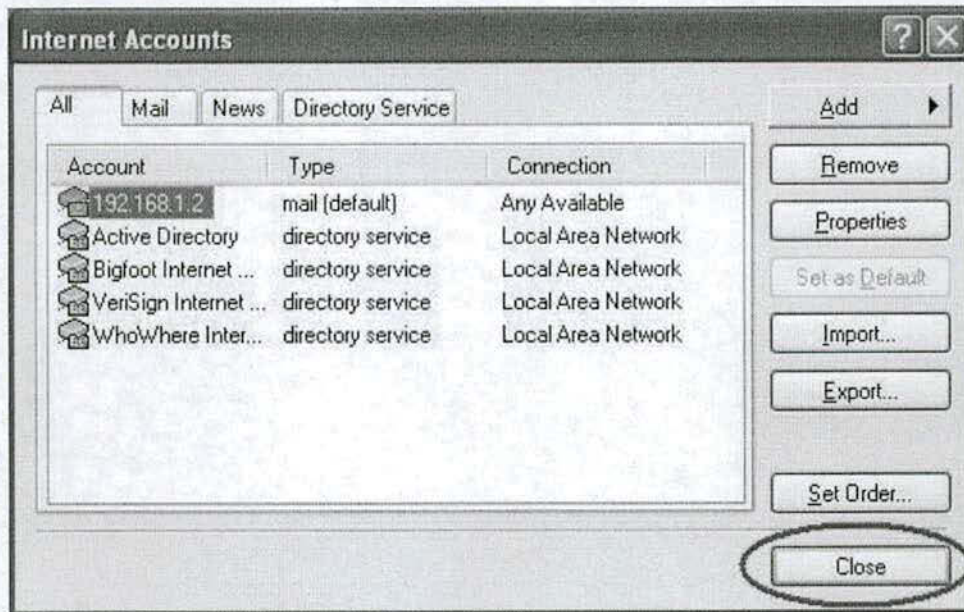 Internet Accounts
All Mail News Directory Service
Add
Account Type Connection
Remove
192.168.1.2 mail (default) Any Available
Properties
Active Directory directory service Local Area Network
Bigfoot Internet ... directory service Local Area Network
Set as Default
VeriSign Internet ... directory service Local Area Network
WhoWhere Inter... directory service Local Area Network
Import...
Export...
Set Order...
Close